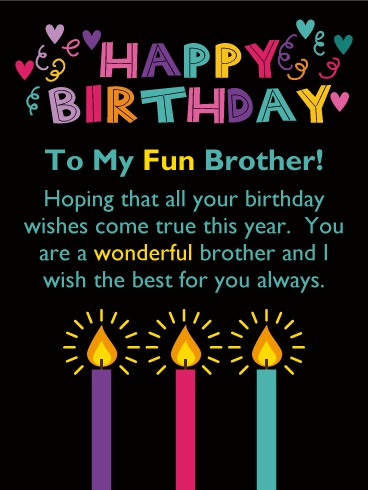 HAPPY
BIRTHDAY
To My Fun Brother!
Hoping that all your birthday
wishes come true this year.  You
are a wonderful brother and I
wish the best for you always.